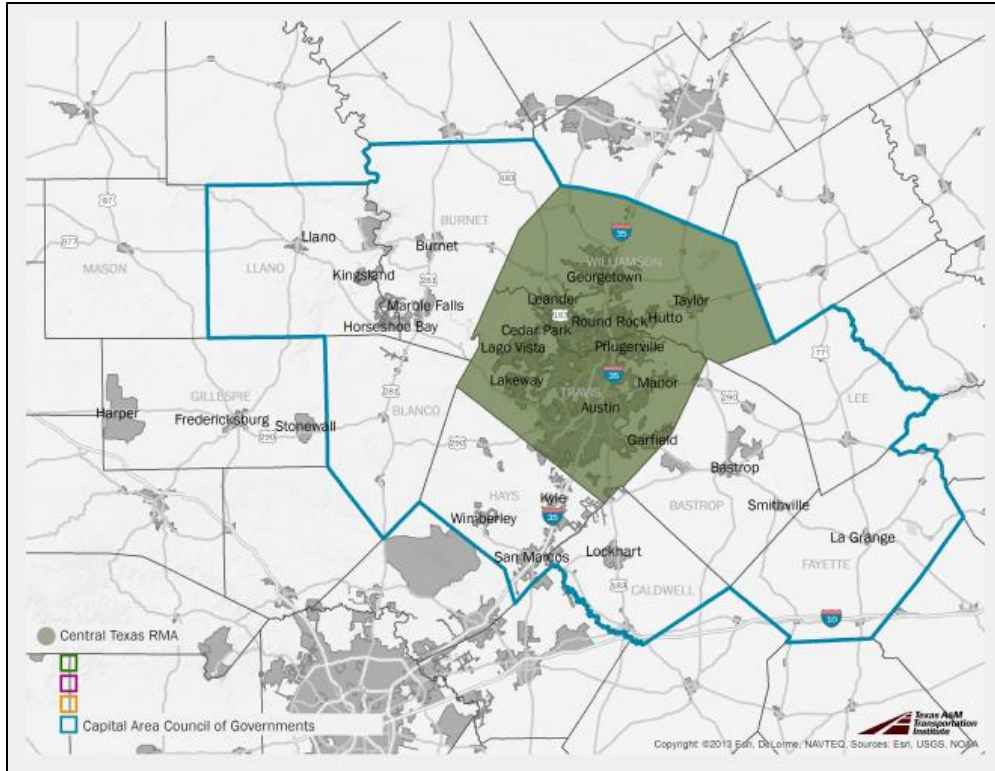 183
87
BURNET
35
377
Llano
Burnet
WILLIAMSON
MASON
LLANO
Kingsland
281
Georgetown
Marble Falls
Leander
Taylor
Horseshoe Bay
183
Round Rock
Hutto
Cedar Park
Lago Vista
Pflugerville
77
Lakeway
35
Manor
GILLESPIE
281
TRAVIS
290
LEE
Harper
Fredericksburg
BLANCO
Austin
Stonewall
290
290
Garfield
Bastrop
HAYS
Kyle
BASTROP
Smithville
Wimberley
35
La Grange
San Marcos
Lockhart
FAYETTE
183
CALDWELL
10
Central Texas RMA
Capital Area Council of Governments
Texas A&M
Transportation
Institute
Copyright: ©2013 Esri, DeLorme, NAVTEQ, Sources: Esri, USGS, NOAA